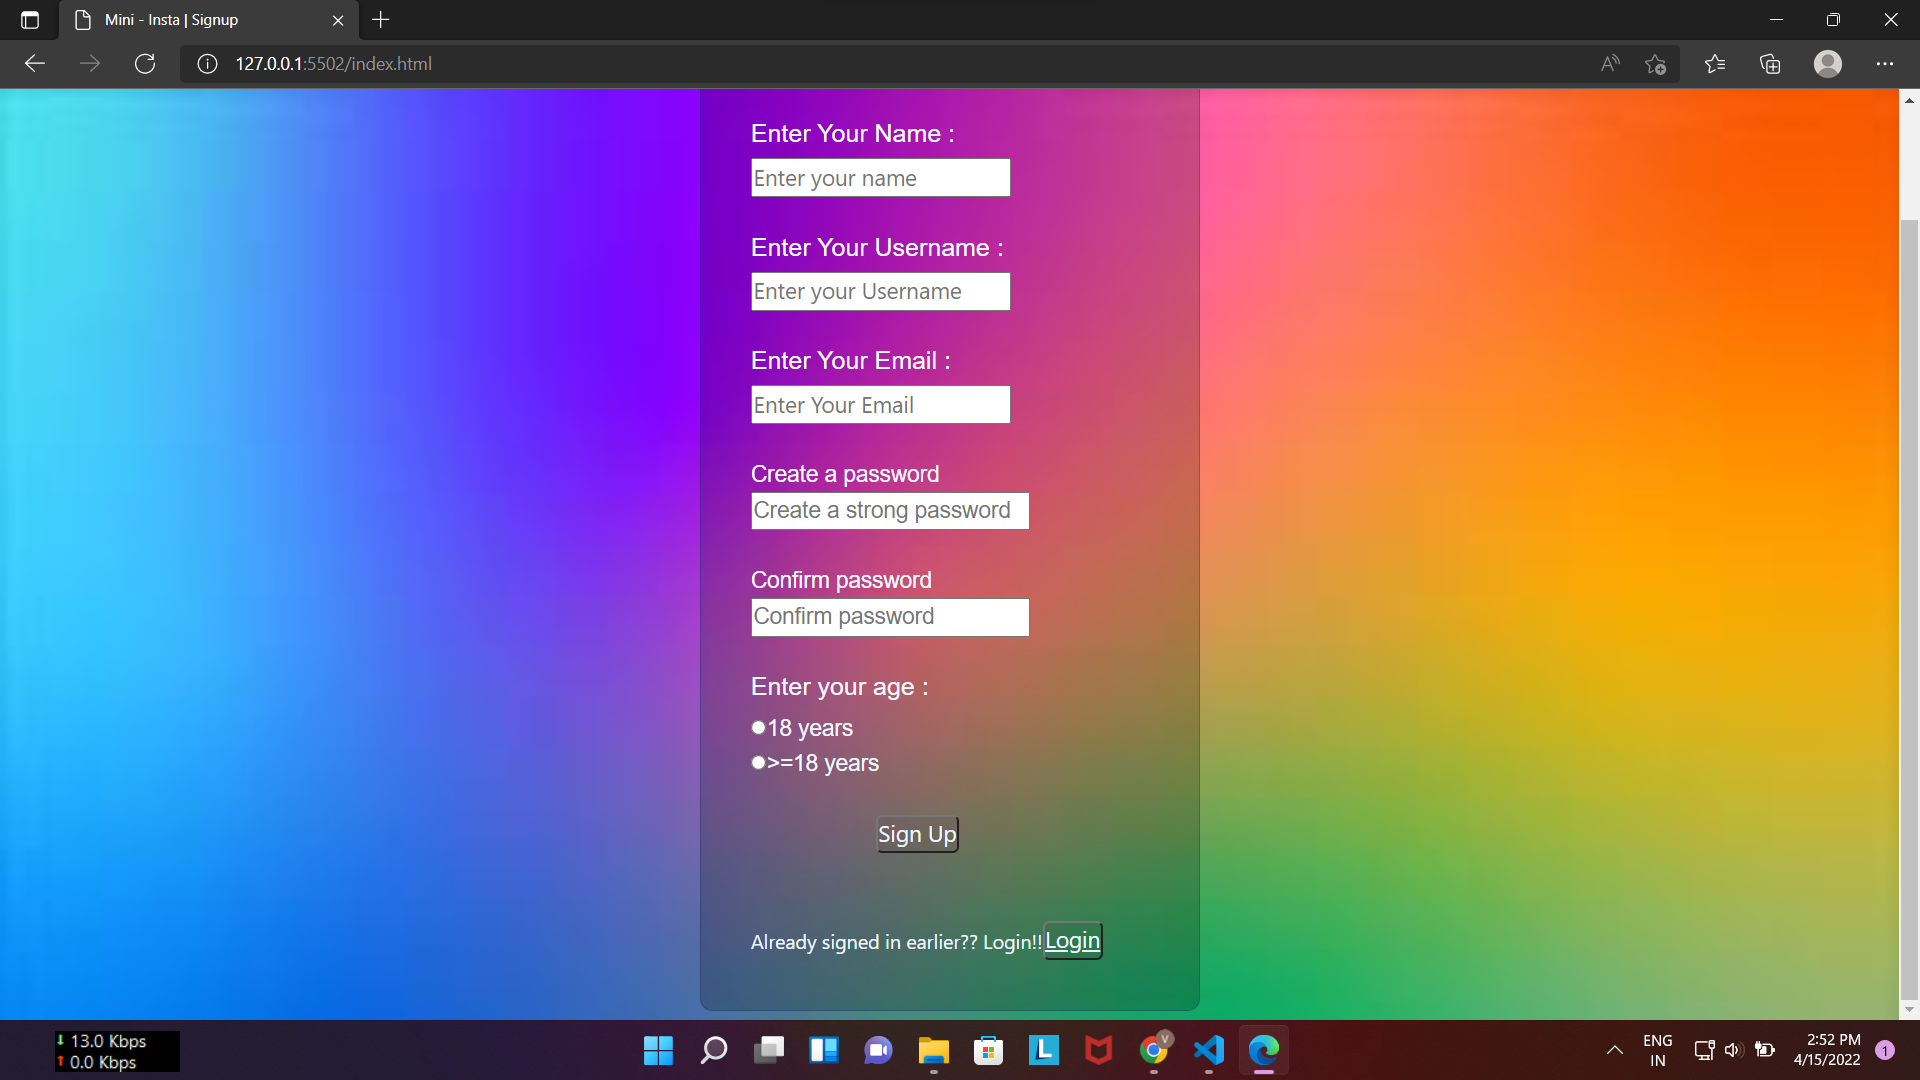 Mini - Insta | Signup
127.0.0.1:5502/index.html
Enter Your Name :
Enter your name
Enter Your Username :
Enter your Username
Enter Your Email :
Enter Your Email
Create a password
Create a strong password
Confirm password
Confirm password
Enter your age :
18 years
>=18 years
Sign Up
Already signed in earlier?? Login!! Login
13.0 Kbps
0.0 Kbps
L
V
ENG
IN
2:52 PM
4/15/2022
1